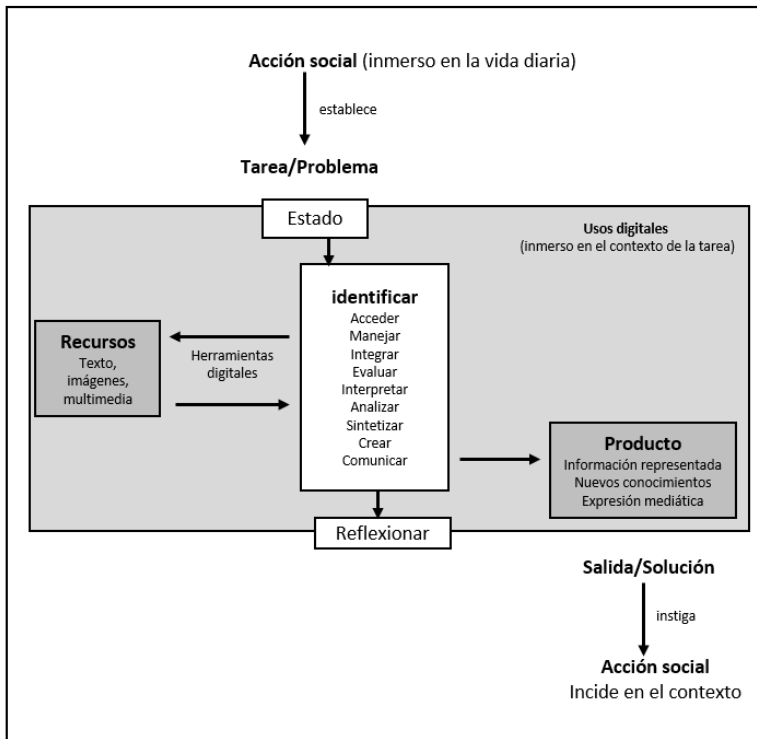 Acción social (inmerso en la vida diaria)
establece
Tarea/Problema
Estado
Usos digitales
(inmerso en el contexto de la tarea)
identificar
Acceder
Manejar
Integrar
Evaluar
Interpretar
Analizar
Sintetizar
Crear
Comunicar
Recursos
Texto,
imágenes,
multimedia
Herramientas
digitales
Producto
Información representada
Nuevos conocimientos
Expresión mediática
Reflexionar
Salida/Solución
instiga
Acción social
Incide en el contexto